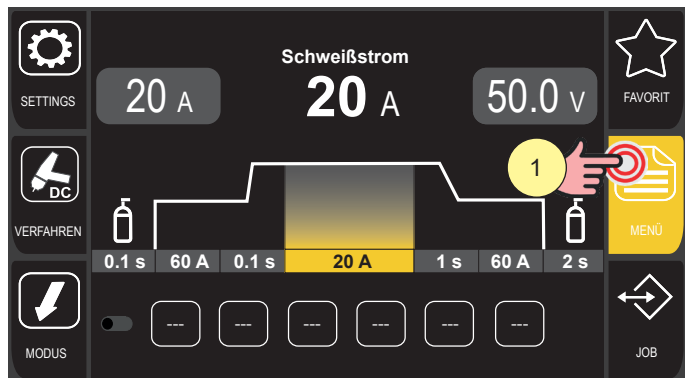 SETTINGS
VERFAHREN
DC
MODUS
Schweißstrom
20 A
20 A
50.0 V
1
0.1 s 60 A 0.1 s 20 A 1 s 60 A 2 s
--- --- --- --- --- ---
FAVORIT
MENÜ
JOB